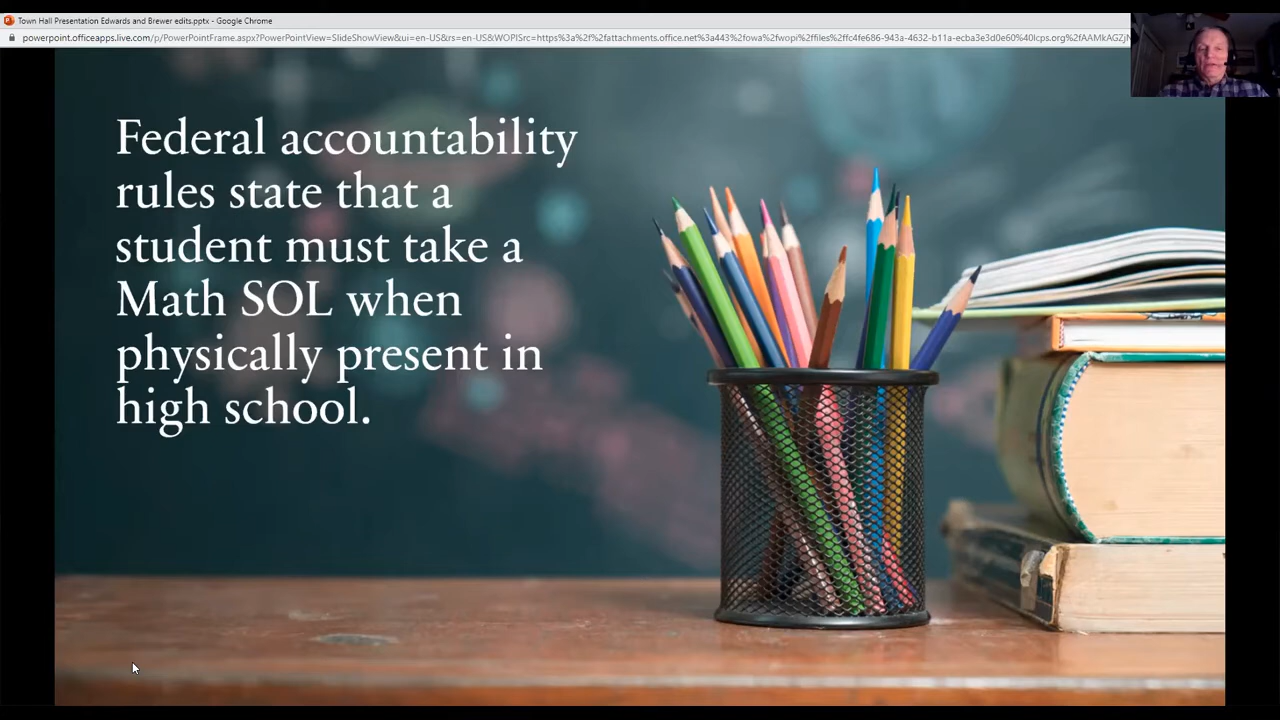 Town Hall Presentation Edwards and Brewer edits.pptx - Google Chrome
powerpoint.officeapps.live.com/p/PowerPointFrame.aspx?PowerPointView=SlideShowView&ui=en-US&rs=en-US&WOPISrc=https%3a%2f%2fattachments.office.net%3a443%2fowa%2fwopi%2ffiles%2ffc4fe686-943a-4632-b11a-ecba3e3d0e60%40lcps.org%2fAAMkAGZjN
Federal accountability
rules state that a
student must take a
Math SOL when
physically present in
high school.